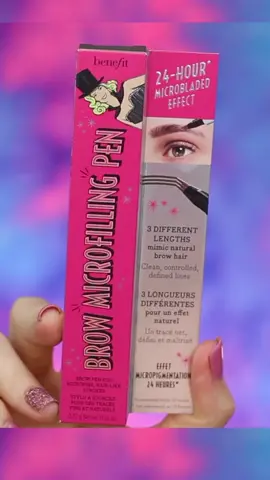 benefit
BROW MICROFILLING PEN
24-HOUR*
MICROBLADED
EFFECT
3 DIFFERENT
LENGTHS
mimic natural
brow hair
Clean, controlled,
defined lines
3 LONGUEURS
DIFFÉRENTES
pour un effet
naturel
EFFET
MICROPIGMENTATION
24 HEURES*